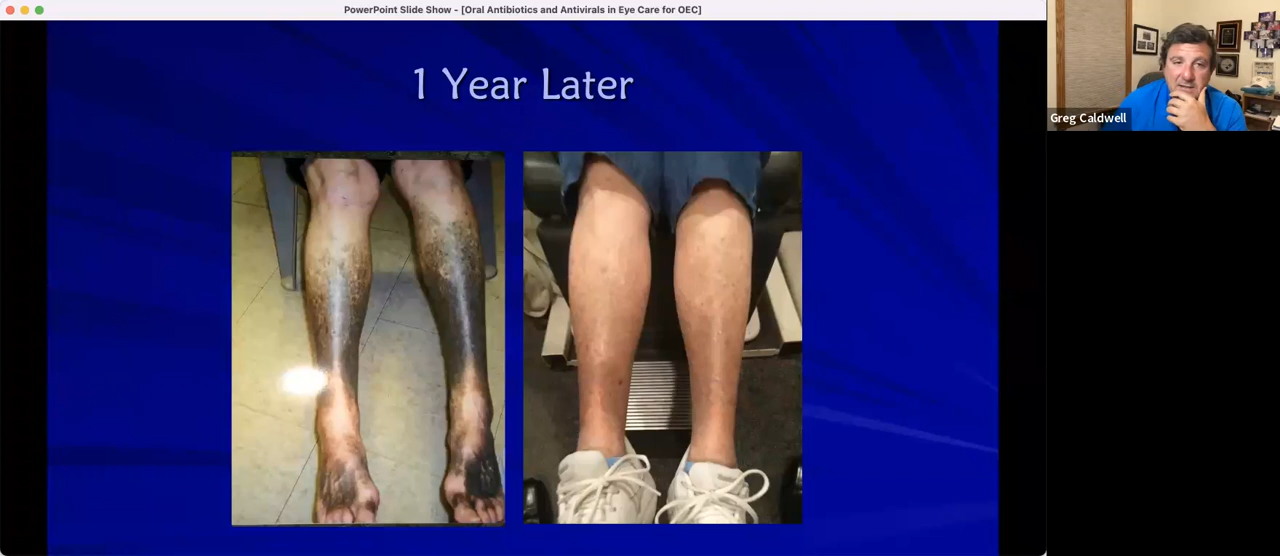 PowerPoint Slide Show - [Oral Antibiotics and Antivirals in Eye Care for OEC]
1 Year Later
Greg Caldwell